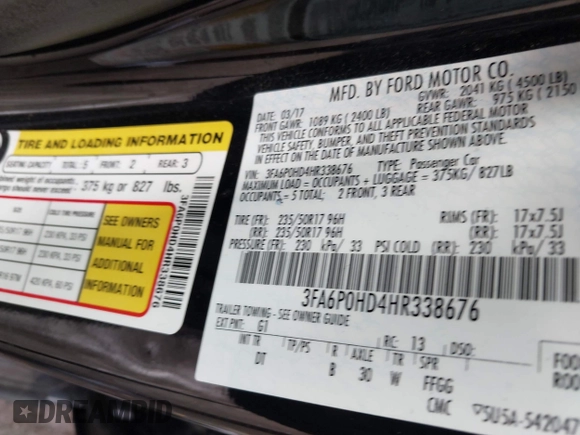 TIRE AND LOADING INFORMATION
SEATING CAPACITY TOTAL: 5 FRONT: 2 REAR: 3
375 kg or 827 lbs.
SEE OWNERS
MANUAL FOR
ADDITIONAL
INFORMATION
3FA6P0HD4HR338676
MFD. BY FORD MOTOR CO.
DATE: 03/17 GVWR: 2041 KG ( 4500 LB)
FRONT GAWR: 1089 KG ( 2400 LB) REAR GAWR: 975 KG ( 2150
THIS VEHICLE CONFORMS TO ALL APPLICABLE FEDERAL MOTOR
VEHICLE SAFETY, BUMPER, AND THEFT PREVENTION STANDARDS
IN EFFECT ON THE DATE OF MANUFACTURE SHOWN ABOVE.
VIN: 3FA6P0HD4HR338676 TYPE: Passenger Car
MAXIMUM LOAD = OCCUPANTS + LUGGAGE = 375KG/ 827LB
OCCUPANTS = 5 TOTAL: 2 FRONT, 3 REAR
TIRE (FR): 235/50R17 96H RIMS (FR): 17x7.5J
(RR): 235/50R17 96H (RR): 17x7.5J
PRESSURE (FR): 230 kPa/ 33 PSI COLD (RR): 230 kPa/ 33
3FA6P0HD4HR338676
TRAILER TOWING - SEE OWNER GUIDE
EXT PNT: G1 RC: 13 DSO:
INT TR TP/PS R AXLE TR SPR
DT B 30 W FFGG
CMC
F00
R00
5U5A-542047